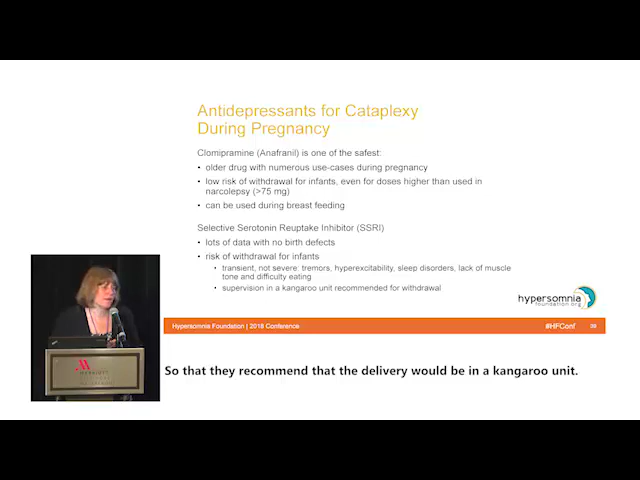 Antidepressants for Cataplexy
During Pregnancy
Clomipramine (Anafranil) is one of the safest:
• older drug with numerous use-cases during pregnancy
• low risk of withdrawal for infants, even for doses higher than used in
narcolepsy (>75 mg)
• can be used during breast feeding
Selective Serotonin Reuptake Inhibitor (SSRI)
• lots of data with no birth defects
• risk of withdrawal for infants
• transient, not severe: tremors, hyperexcitability, sleep disorders, lack of muscle
tone and difficulty eating
• supervision in a kangaroo unit recommended for withdrawal
hypersomnia
foundation.org
Hypersomnia Foundation | 2018 Conference
#HFConf
39
MARRIOTT
So that they recommend that the delivery would be in a kangaroo unit.